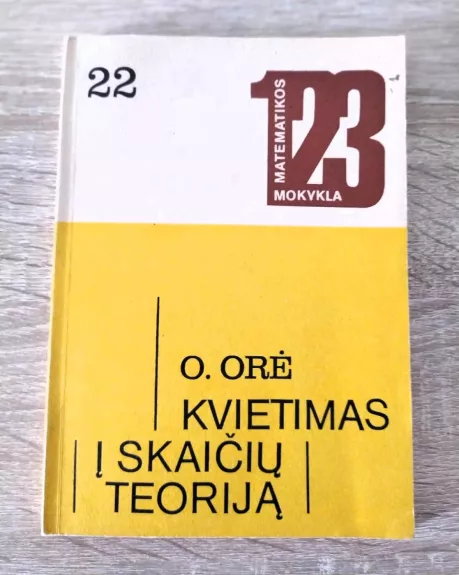 22
123
MATEMATIKOS
MOKYKLA
O. ORĖ
KVIETIMAS
Į SKAIČIŲ
TEORIJĄ